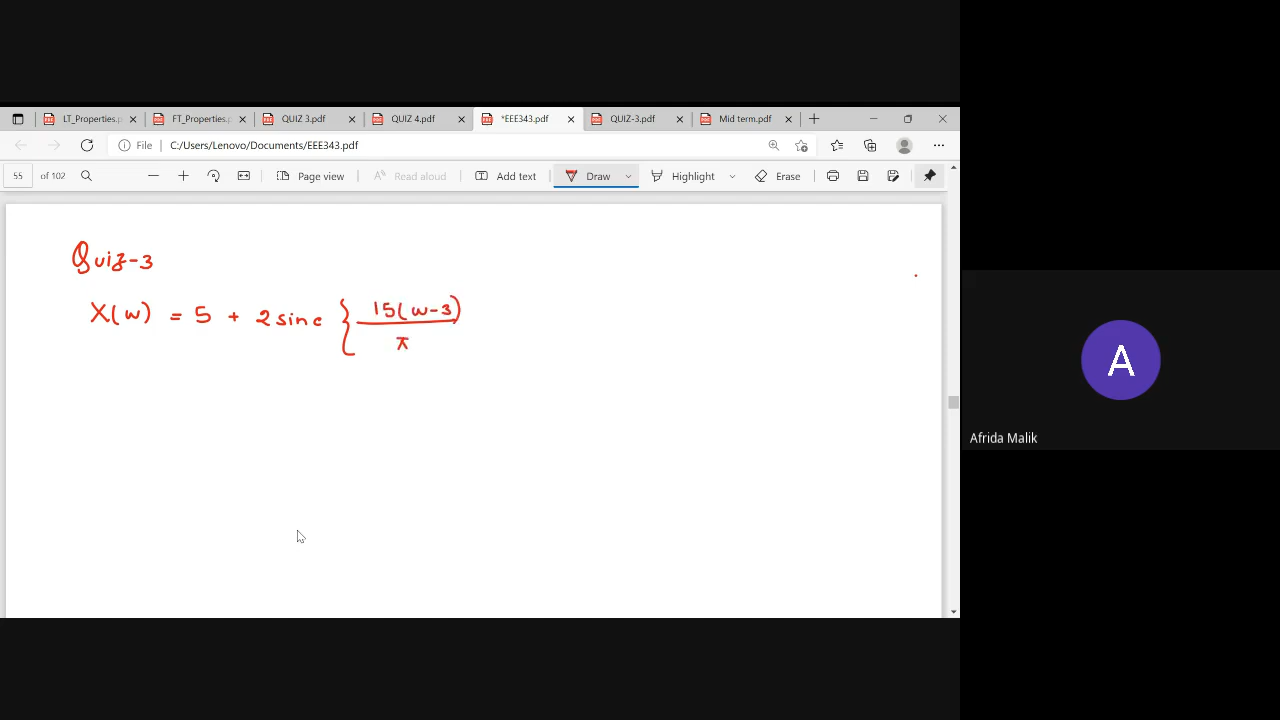 LT_Properties.p
FT_Properties.p
QUIZ 3.pdf
QUIZ 4.pdf
*EEE343.pdf
QUIZ-3.pdf
Mid term.pdf
File
C:/Users/Lenovo/Documents/EEE343.pdf
55 of 102
Page view
Read aloud
Add text
Draw
Highlight
Erase
Quiz-3
X(w) = 5 + 2 sinc { 15(w-3) / π
A
Afrida Malik